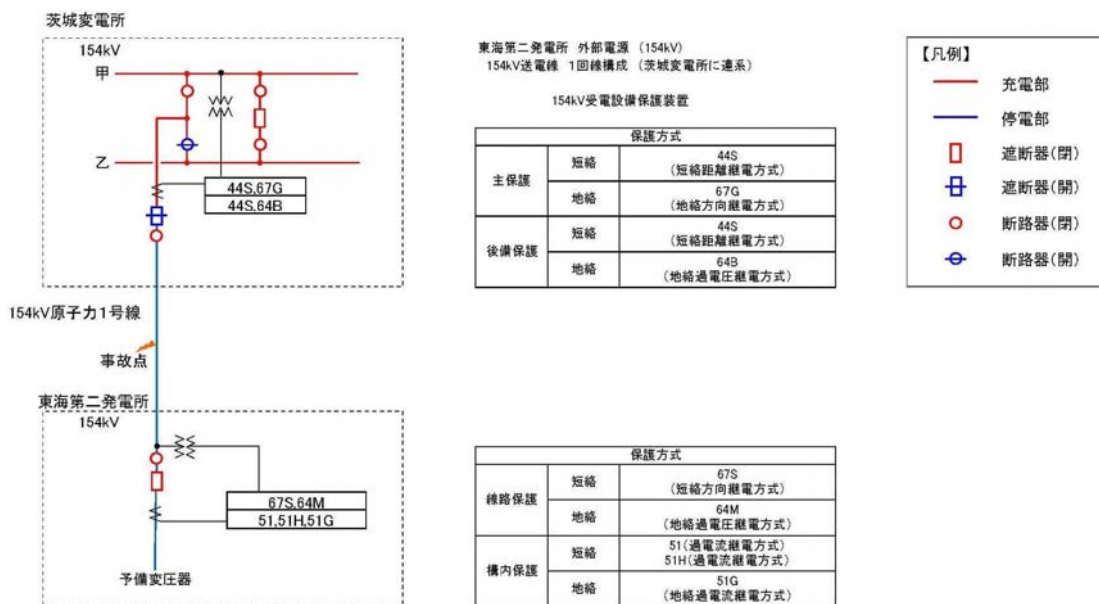 茨城変電所
154kV
甲
乙
44S,67G
44S,64B
154kV原子力1号線
事故点
東海第二発電所
154kV
67S,64M
51,51H,51G
予備変圧器
東海第二発電所 外部電源 (154kV)
154kV送電線 1回線構成 (茨城変電所に連系)
154kV受電設備保護装置
保護方式
主保護
短絡
44S
(短絡距離継電方式)
地絡
67G
(地絡方向継電方式)
後備保護
短絡
44S
(短絡距離継電方式)
地絡
64B
(地絡過電圧継電方式)
保護方式
線路保護
短絡
67S
(短絡方向継電方式)
地絡
64M
(地絡過電圧継電方式)
構内保護
短絡
51(過電流継電方式)
51H(過電流継電方式)
地絡
51G
(地絡過電流継電方式)
【凡例】
充電部
停電部
遮断器(閉)
遮断器(開)
断路器(閉)
断路器(開)